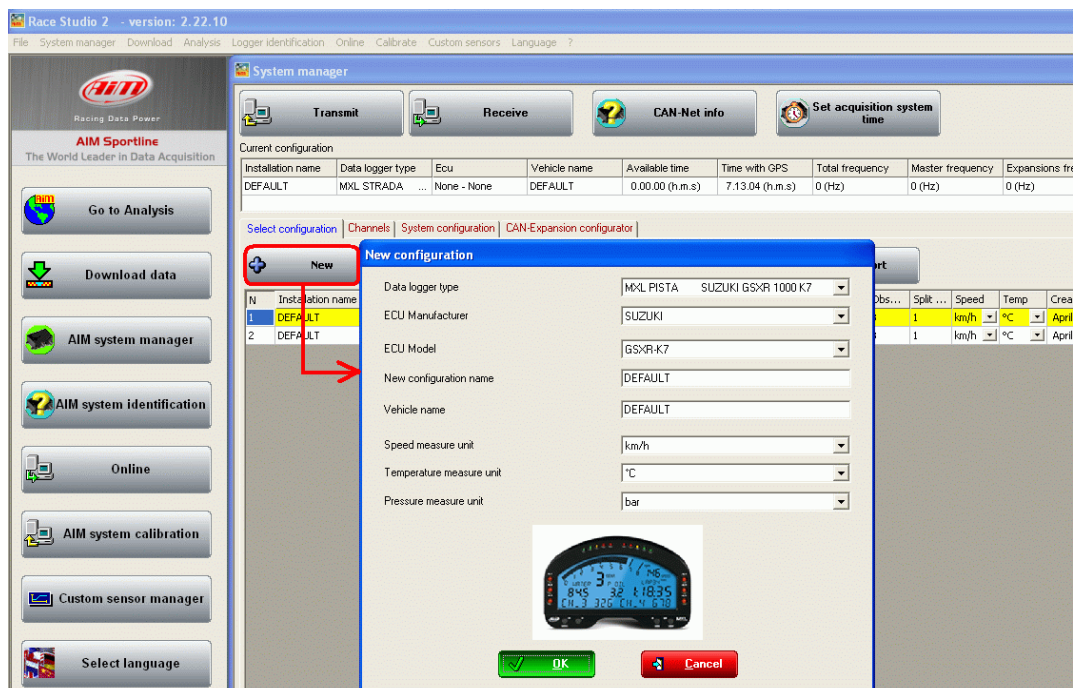 Race Studio 2 - version: 2.22.10
File System manager Download Analysis Logger identification Online Calibrate Custom sensors Language ?
AIM
Racing Data Power
AIM Sportline
The World Leader in Data Acquisition
Go to Analysis
Download data
AIM system manager
AIM system identification
Online
AIM system calibration
Custom sensor manager
Select language
System manager
Transmit Receive CAN-Net info Set acquisition system time
Current configuration
Installation name Data logger type Ecu Vehicle name Available time Time with GPS Total frequency Master frequency Expansions fre
DEFAULT MXL STRADA ... None - None DEFAULT 0.00.00 (h.m.s) 7.13.04 (h.m.s) 0 (Hz) 0 (Hz) 0 (Hz)
Select configuration Channels System configuration CAN-Expansion configurator
New
rt
N Installation name Obs... Split ... Speed Temp Crea
1 DEFAULT 1 km/h °C April
2 DEFAULT 1 km/h °C April
New configuration
Data logger type MXL PISTA SUZUKI GSXR 1000 K7
ECU Manufacturer SUZUKI
ECU Model GSXR-K7
New configuration name DEFAULT
Vehicle name DEFAULT
Speed measure unit km/h
Temperature measure unit °C
Pressure measure unit bar
OK Cancel